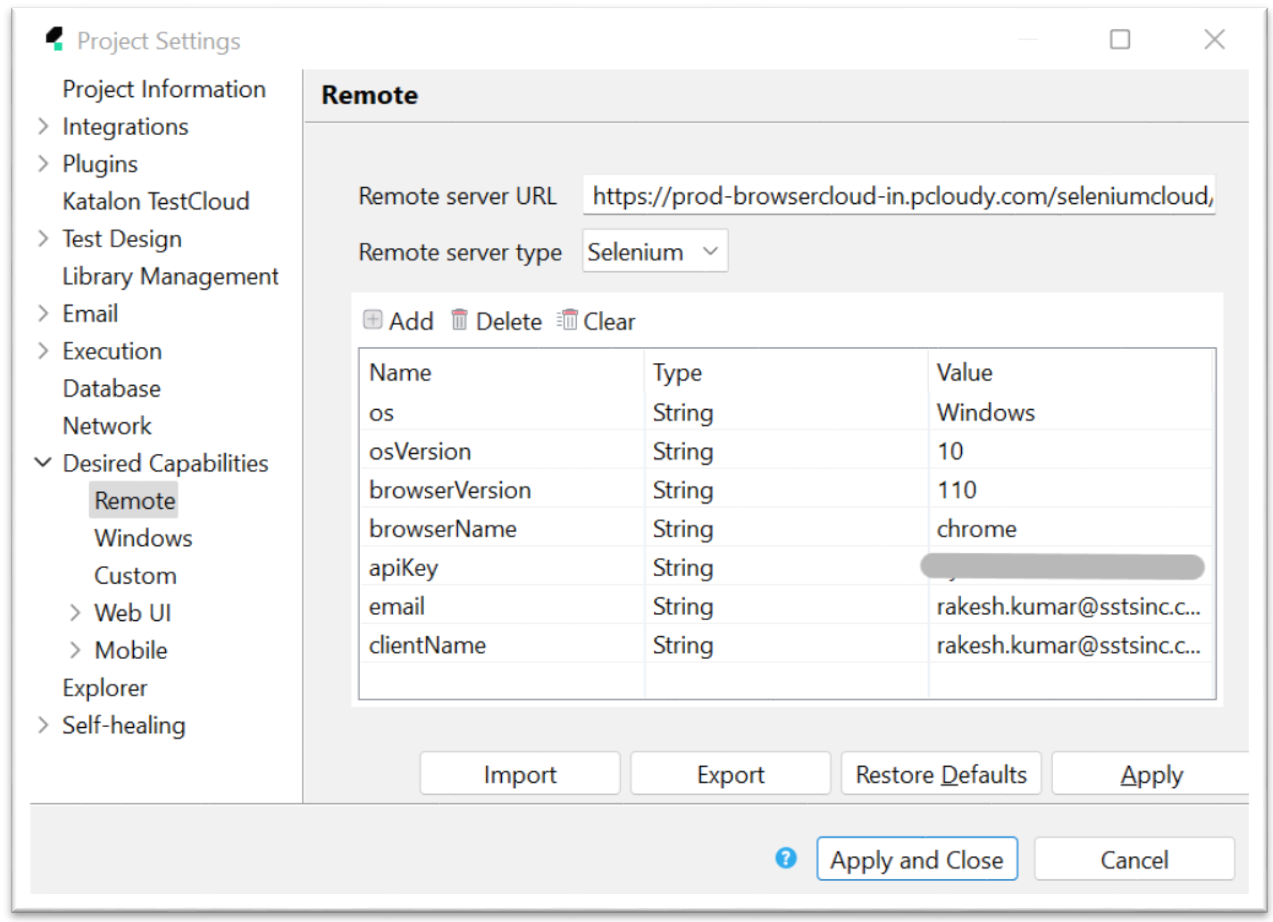 Project Settings
Project Information
Integrations
Plugins
Katalon TestCloud
Test Design
Library Management
Email
Execution
Database
Network
Desired Capabilities
Remote
Windows
Custom
Web UI
Mobile
Explorer
Self-healing
Remote
Remote server URL https://prod-browsercloud-in.pcloudy.com/seleniumcloud/
Remote server type Selenium
Add Delete Clear
Name Type Value
os String Windows
osVersion String 10
browserVersion String 110
browserName String chrome
apiKey String
email String rakesh.kumar@sstsinc.c...
clientName String rakesh.kumar@sstsinc.c...
Import Export Restore Defaults Apply
? Apply and Close Cancel